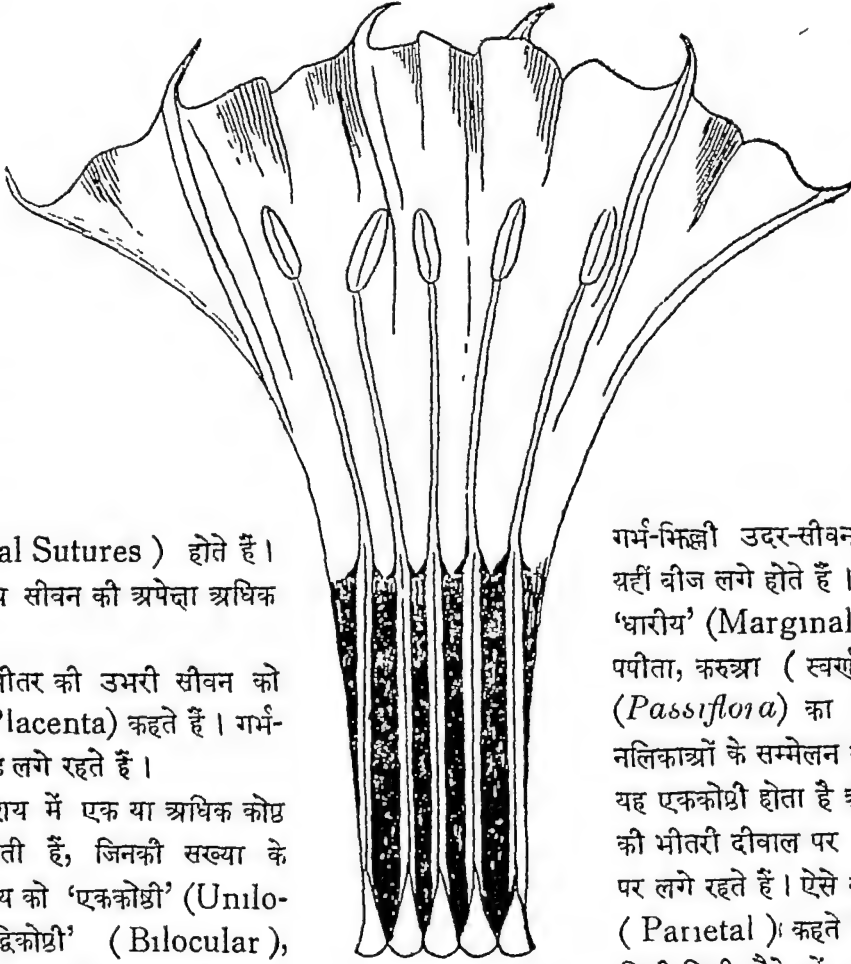 al Sutures ) होते हैं।
सीवन की अपेक्षा अधिक
भीतर की उभरी सीवन को
lacenta) कहते हैं। गर्भ-
लगे रहते हैं।
में एक या अधिक कोष्ठ
हैं, जिनकी सख्या के
को 'एककोष्ठी' (Unilo-
द्विकोष्ठी' (Bilocular),
गर्भ-झिल्ली उदर-सीवन
यहीं बीज लगे होते हैं।
'धारीय' (Marginal
पपीता, करुआ (
(Passiflora) का
नलिकाओं के सम्मेलन
यह एककोष्ठी होता है
की भीतरी दीवाल पर
पर लगे रहते हैं। ऐसे
( Parietal ) कहते